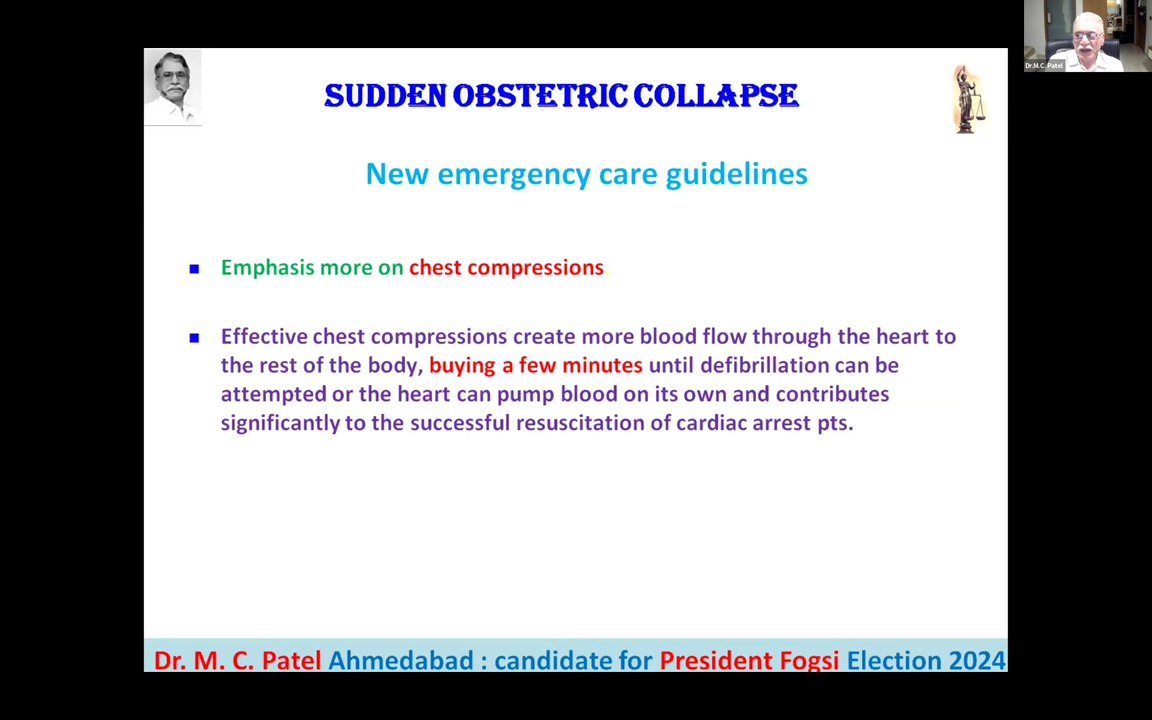 Dr.M.C. Patel
SUDDEN OBSTETRIC COLLAPSE
New emergency care guidelines
Emphasis more on chest compressions.
Effective chest compressions create more blood flow through the heart to
the rest of the body, buying a few minutes until defibrillation can be
attempted or the heart can pump blood on its own and contributes
significantly to the successful resuscitation of cardiac arrest pts.
Dr. M. C. Patel Ahmedabad : candidate for President Fogsi Election 2024